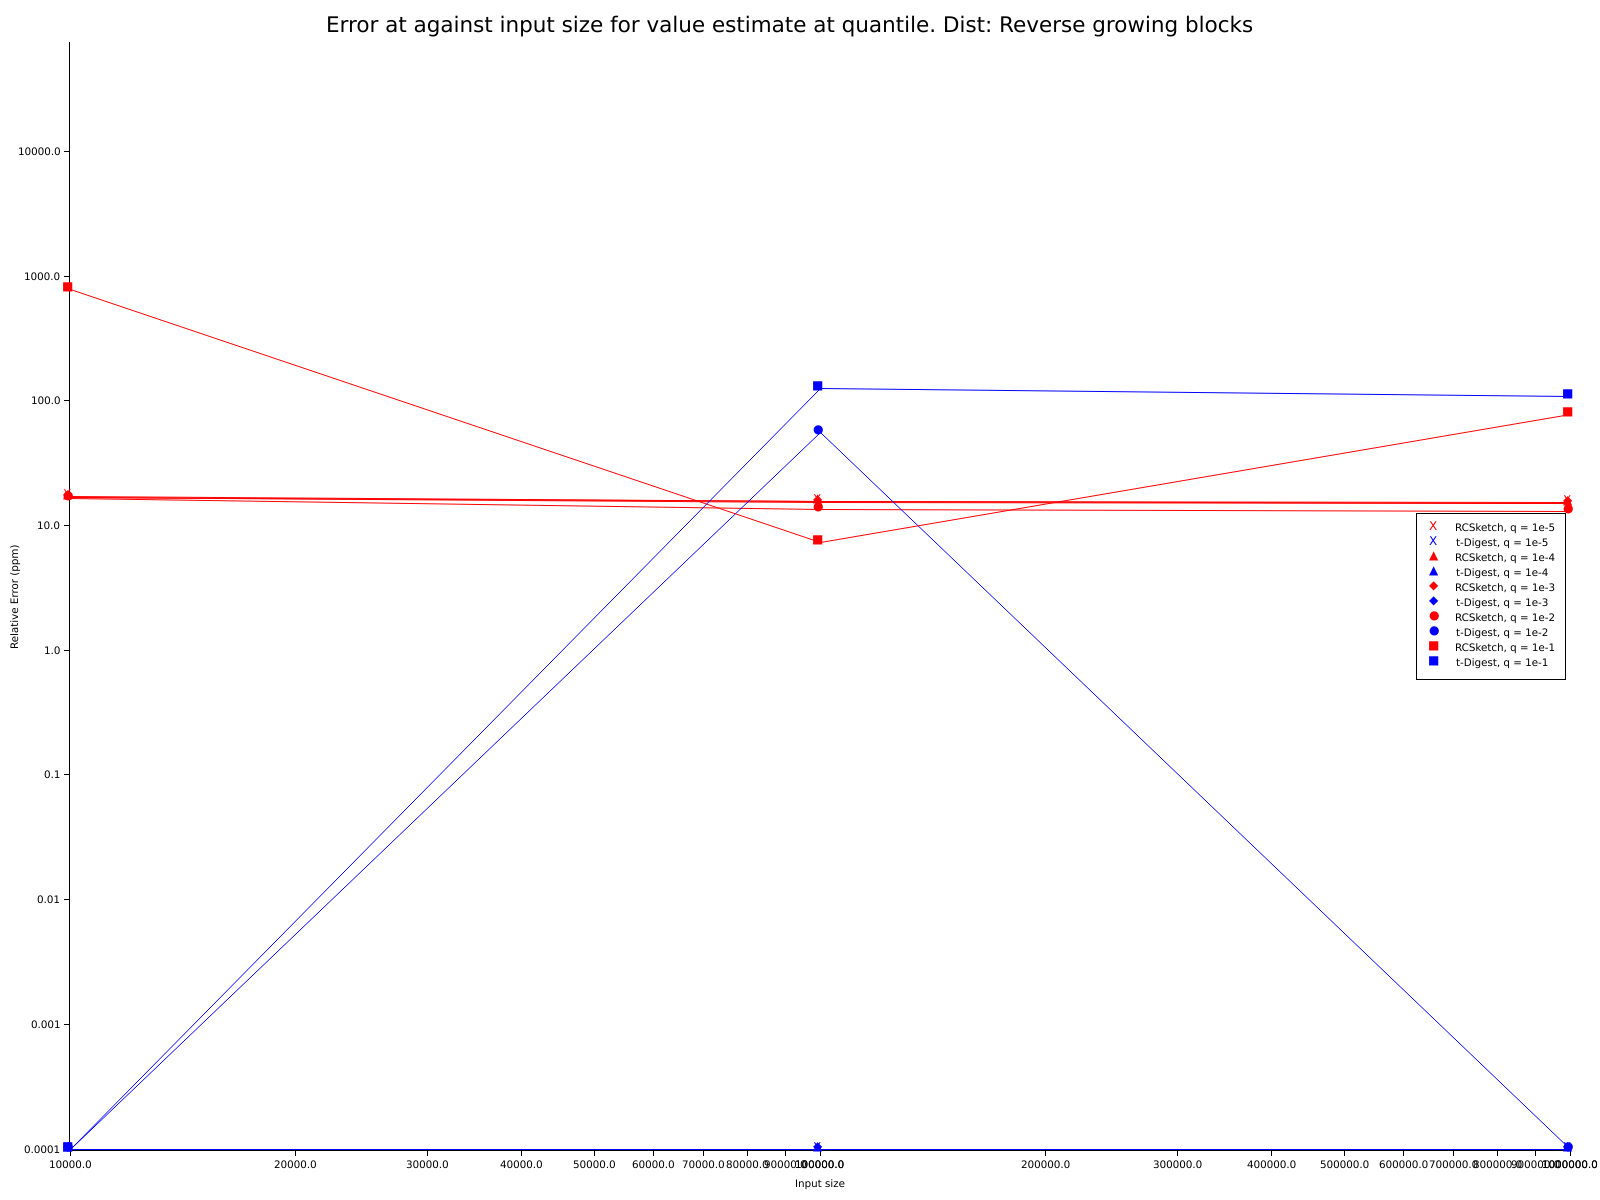 Error at against input size for value estimate at quantile. Dist: Reverse growing blocks
10000.0
1000.0
100.0
10.0
1.0
0.1
0.01
0.001
0.0001
Relative Error (ppm)
RCSketch, q = 1e-5
t-Digest, q = 1e-5
RCSketch, q = 1e-4
t-Digest, q = 1e-4
RCSketch, q = 1e-3
t-Digest, q = 1e-3
RCSketch, q = 1e-2
t-Digest, q = 1e-2
RCSketch, q = 1e-1
t-Digest, q = 1e-1
10000.0 20000.0 30000.0 40000.0 50000.0 60000.0 70000.0 80000.0 90000.0 100000.0 200000.0 300000.0 400000.0 500000.0 600000.0 700000.0 800000.0 900000.0 1000000.0
Input size